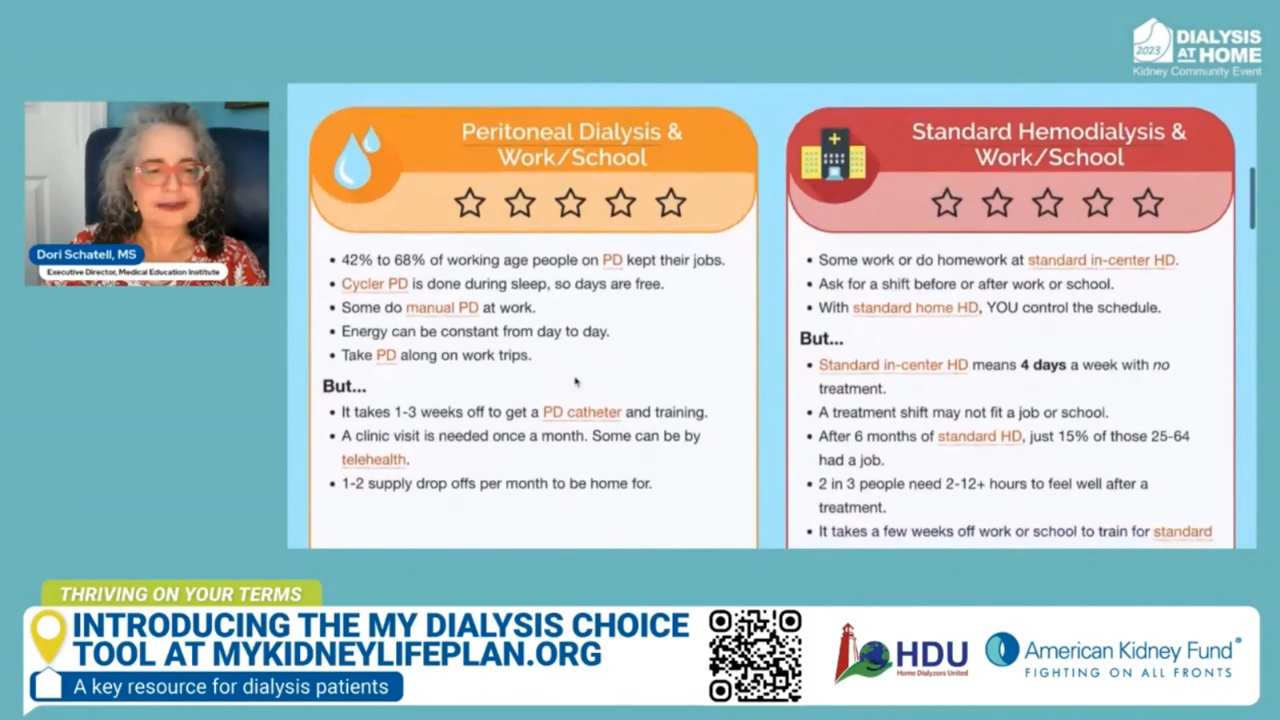 2023
DIALYSIS
AT HOME
Kidney Community Event
Dori Schatell, MS
Executive Director, Medical Education Institute
Peritoneal Dialysis &
Work/School
• 42% to 68% of working age people on PD kept their jobs.
• Cycler PD is done during sleep, so days are free.
• Some do manual PD at work.
• Energy can be constant from day to day.
• Take PD along on work trips.
But...
• It takes 1-3 weeks off to get a PD catheter and training.
• A clinic visit is needed once a month. Some can be by
telehealth.
• 1-2 supply drop offs per month to be home for.
Standard Hemodialysis &
Work/School
• Some work or do homework at standard in-center HD.
• Ask for a shift before or after work or school.
• With standard home HD, YOU control the schedule.
But...
• Standard in-center HD means 4 days a week with no
treatment.
• A treatment shift may not fit a job or school.
• After 6 months of standard HD, just 15% of those 25-64
had a job.
• 2 in 3 people need 2-12+ hours to feel well after a
treatment.
• It takes a few weeks off work or school to train for standard
THRIVING ON YOUR TERMS
INTRODUCING THE MY DIALYSIS CHOICE
TOOL AT MYKIDNEYLIFEPLAN.ORG
A key resource for dialysis patients
HDU
Home Dialyzors United
American Kidney Fund®
FIGHTING ON ALL FRONTS